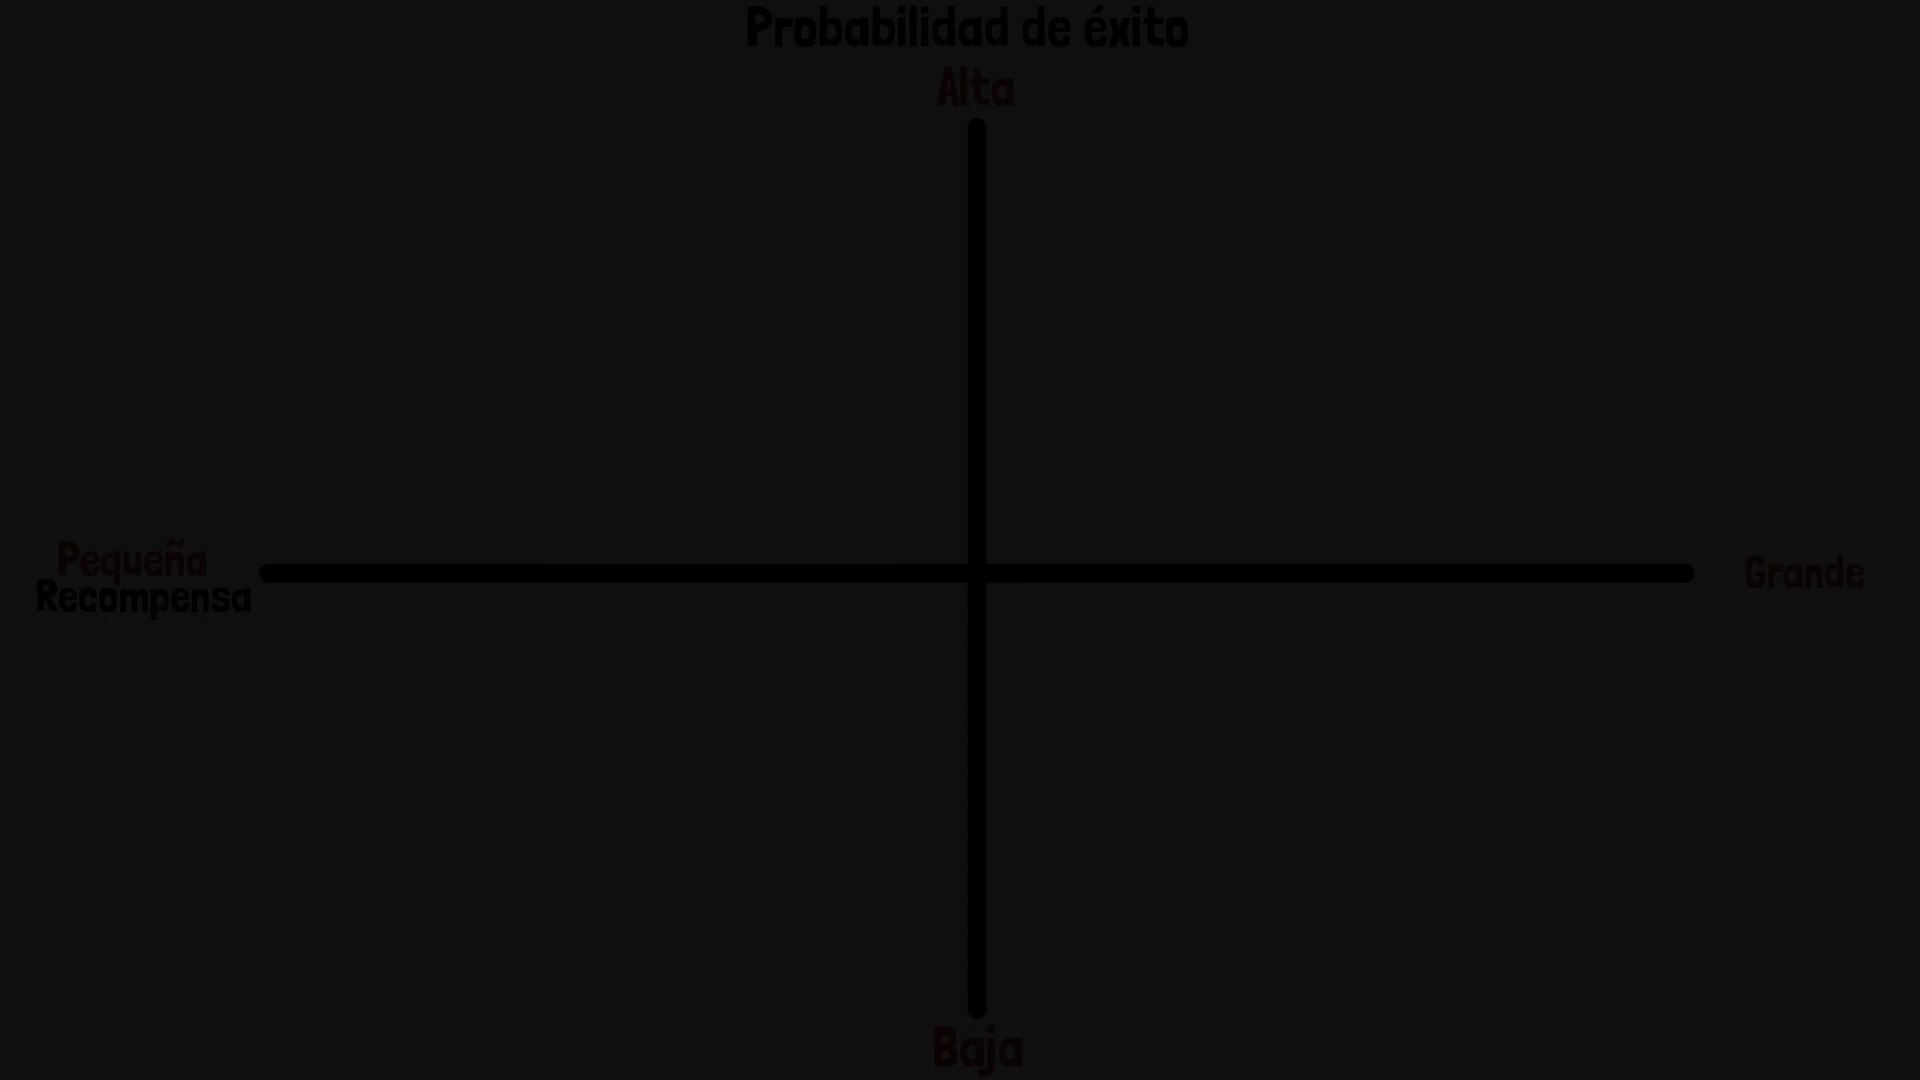 Probabilidad de éxito
Alta
Pequeña
Recompensa
Grande
Baja